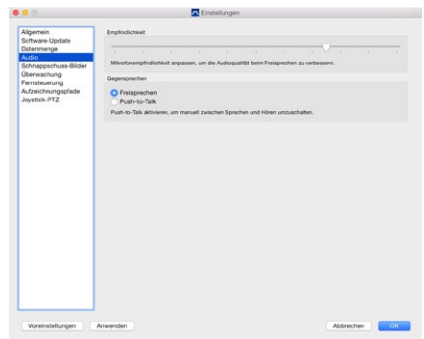 Einstellungen
Allgemein
Software-Update
Datenmenge
Audio
Schnappschuss-Bilder
Überwachung
Fernsteuerung
Aufzeichnungspfade
Joystick-PTZ
Empfindlichkeit
Mikrofonempfindlichkeit anpassen, um die Audioqualität beim Freisprechen zu verbessern.
Gegensprechen
Freisprechen
Push-to-Talk
Push-to-Talk aktivieren, um manuell zwischen Sprechen und Hören umzuschalten.
Voreinstellungen
Anwenden
Abbrechen
OK